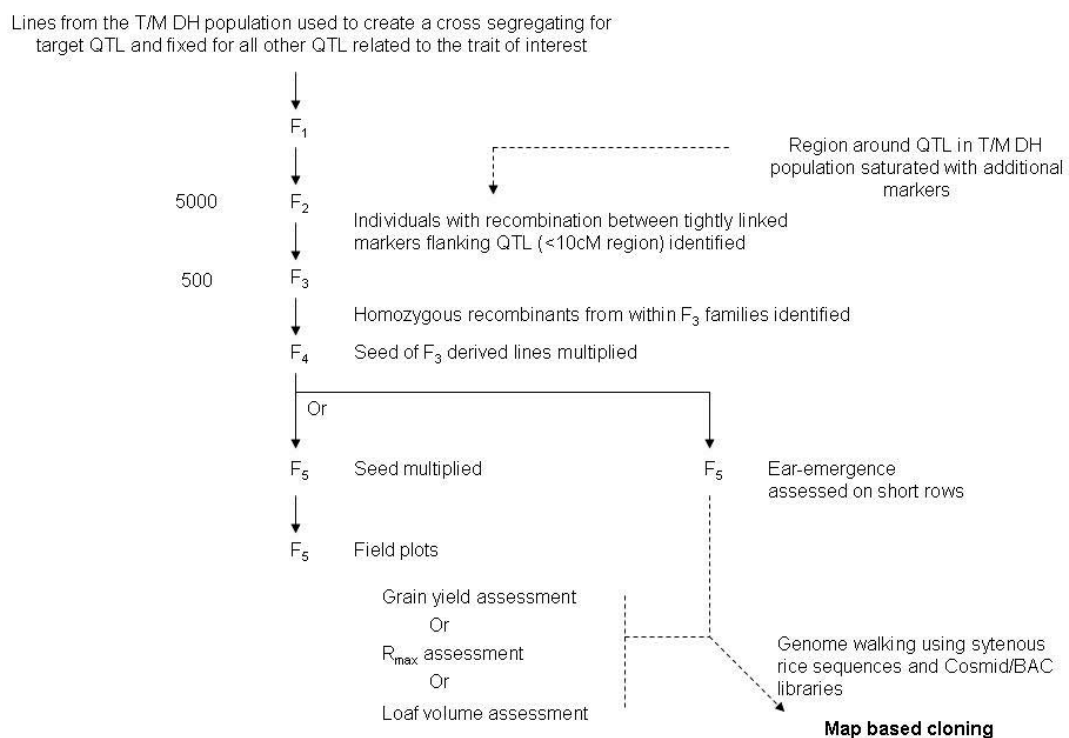 Lines from the T/M DH population used to create a cross segregating for
target QTL and fixed for all other QTL related to the trait of interest
F₁
Region around QTL in T/M DH
population saturated with additional
markers
5000
F₂
Individuals with recombination between tightly linked
markers flanking QTL (<10cM region) identified
500
F₃
Homozygous recombinants from within F₃ families identified
F₄
Seed of F₃ derived lines multiplied
Or
F₅
Seed multiplied
F₅
Ear-emergence
assessed on short rows
F₅
Field plots
Grain yield assessment
Or
Rₘₐₓ assessment
Or
Loaf volume assessment
Genome walking using sytenous
rice sequences and Cosmid/BAC
libraries
Map based cloning